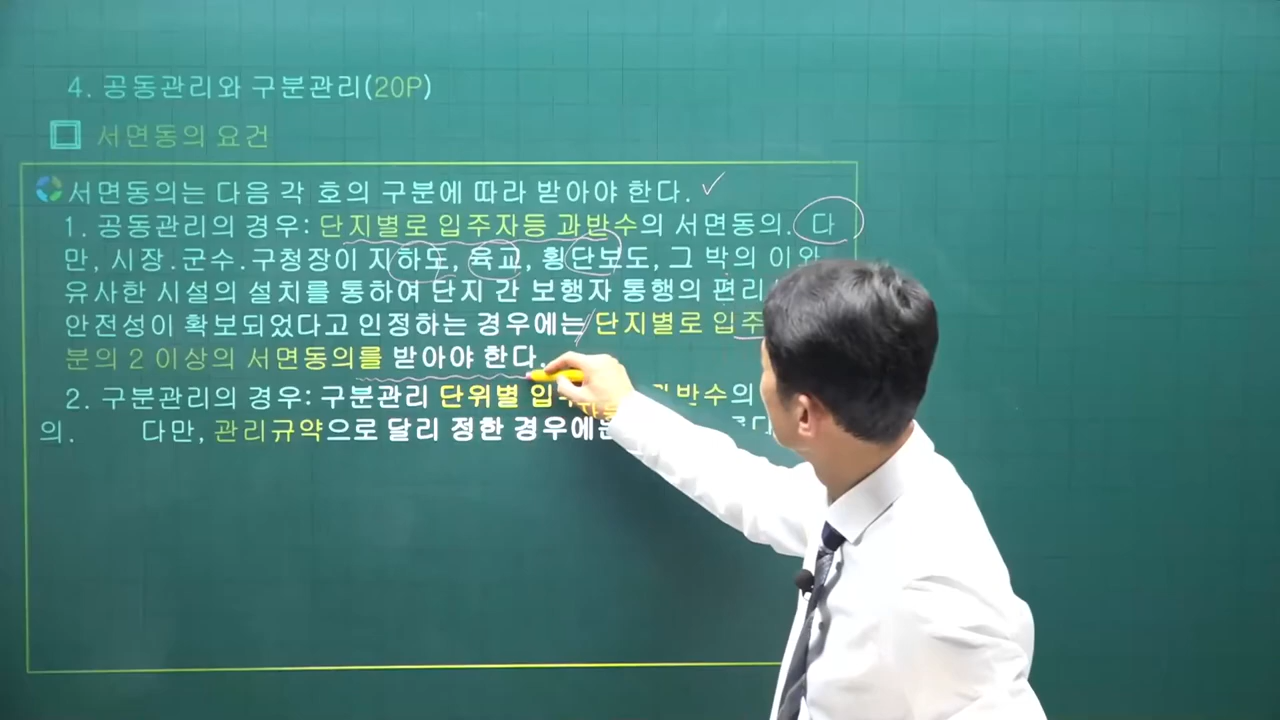 4. 공동관리와 구분관리(20P)
서면동의 요건
서면동의는 다음 각 호의 구분에 따라 받아야 한다.
1. 공동관리의 경우: 단지별로 입주자등 과반수의 서면동의. 다
만, 시장.군수.구청장이 지하도, 육교, 횡단보도, 그 밖의 이와
유사한 시설의 설치를 통하여 단지 간 보행자 통행의 편리
안전성이 확보되었다고 인정하는 경우에는 단지별로 입주
분의 2 이상의 서면동의를 받아야 한다.
2. 구분관리의 경우: 구분관리 단위별 과반수의
의. 다만, 관리규약으로 달리 정한 경우에는